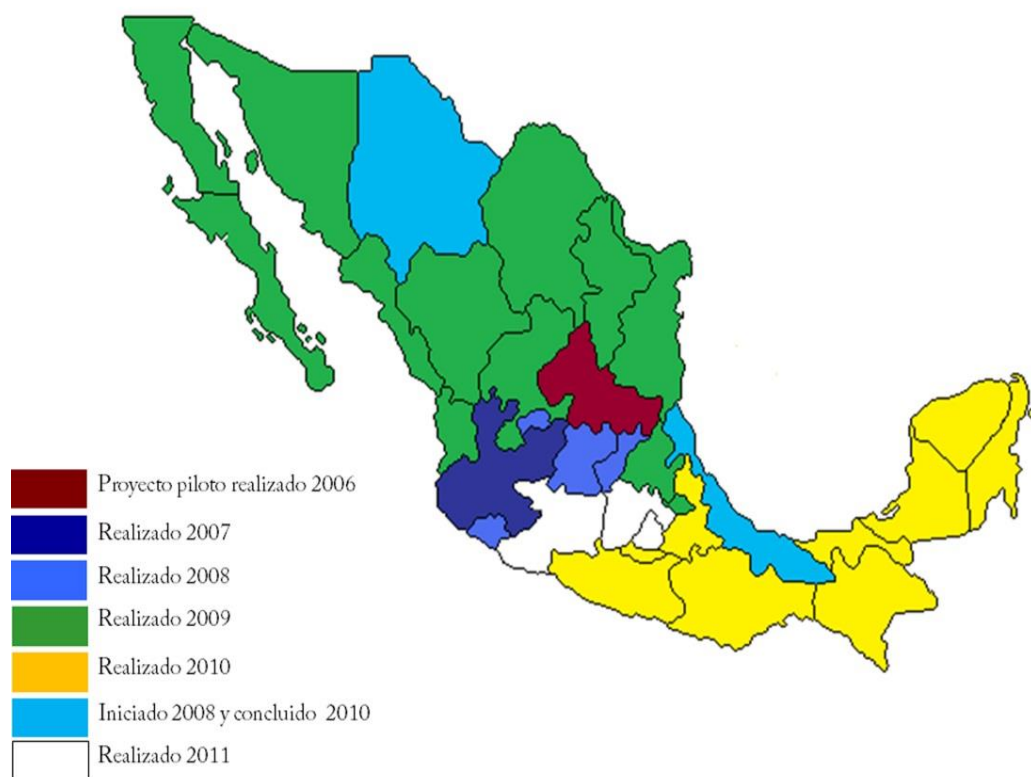 Proyecto piloto realizado 2006
Realizado 2007
Realizado 2008
Realizado 2009
Realizado 2010
Iniciado 2008 y concluido 2010
Realizado 2011